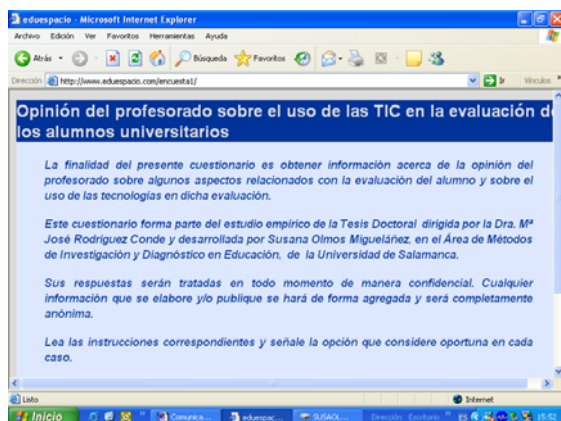 eduespacio - Microsoft Internet Explorer
Archivo Edición Ver Favoritos Herramientas Ayuda
Atrás Búsqueda Favoritos
Dirección http://www.eduespacio.com/encuesta1/ Ir Vínculos
Opinión del profesorado sobre el uso de las TIC en la evaluación de
los alumnos universitarios
La finalidad del presente cuestionario es obtener información acerca de la opinión del
profesorado sobre algunos aspectos relacionados con la evaluación del alumno y sobre el
uso de las tecnologías en dicha evaluación.
Este cuestionario forma parte del estudio empírico de la Tesis Doctoral dirigida por la Dra. Mª
José Rodríguez Conde y desarrollada por Susana Olmos Migueláñez, en el Área de Métodos
de Investigación y Diagnóstico en Educación, de la Universidad de Salamanca.
Sus respuestas serán tratadas en todo momento de manera confidencial. Cualquier
información que se elabore y/o publique se hará de forma agregada y será completamente
anónima.
Lea las instrucciones correspondientes y señale la opción que considere oportuna en cada
caso.
Listo Internet
Inicio Comunica... eduespac... SUSAOL... Dirección Escritorio ES 15:52